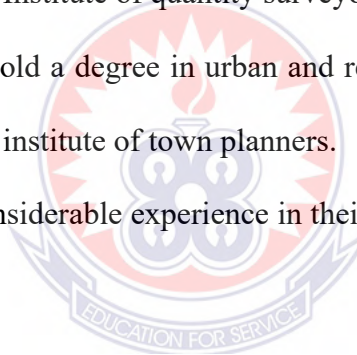 Institute of quantity surveyo
old a degree in urban and re
institute of town planners.
nsiderable experience in thei
EDUCATION FOR SERVICE